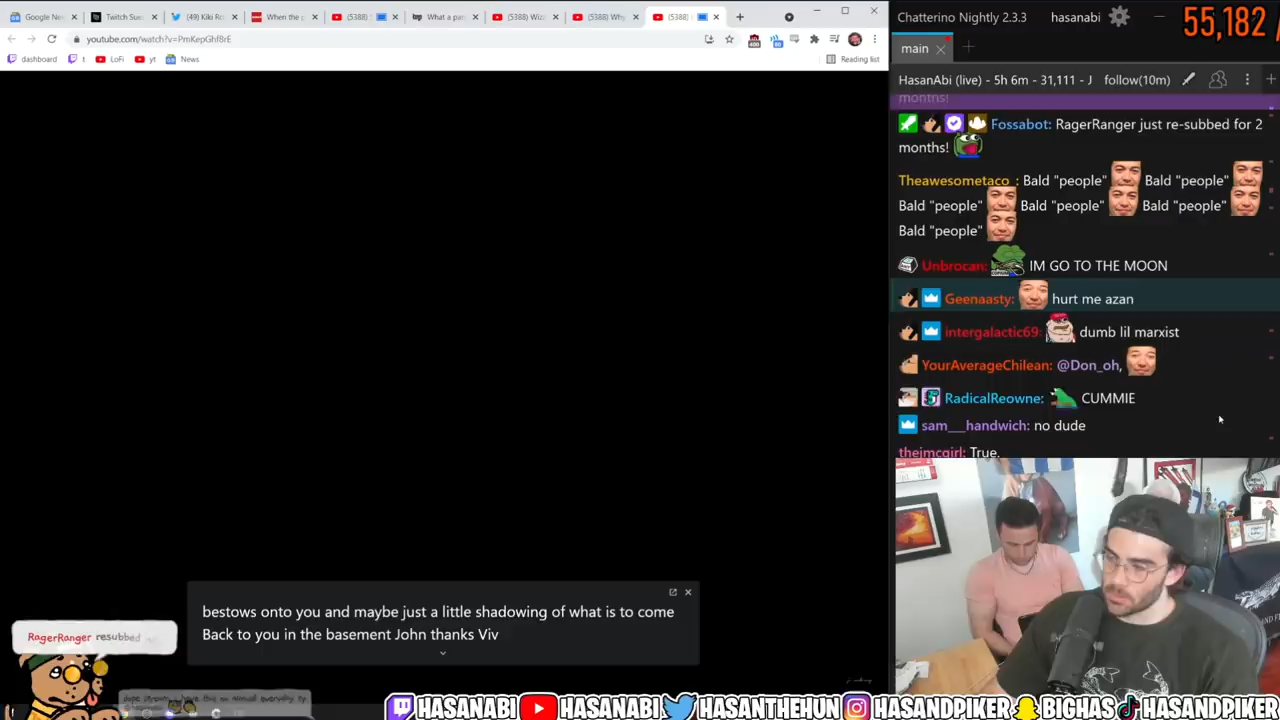 Google Ne
Twitch Su
(49) Kiki R
When the p
(5388)
What a pa
(5388) Wiz
(5388) Why
(5388)
youtube.com/watch?v=PmKepGhf8rE
dashboard
t
LoFi
yt
News
Reading list
Chatterino Nightly 2.3.3
hasanabi
55,182 /
main
HasanAbi (live) - 5h 6m - 31,111 - J
follow(10m)
months!
Fossabot: RagerRanger just re-subbed for 2
months!
Theawesometaco : Bald "people" Bald "people"
Bald "people" Bald "people" Bald "people"
Bald "people"
Unbrocan: IM GO TO THE MOON
Geenaasty: hurt me azan
intergalactic69: dumb lil marxist
YourAverageChilean: @Don_oh,
RadicalReowne: CUMMIE
sam__handwich: no dude
thejmcgirl: True.
bestows onto you and maybe just a little shadowing of what is to come
Back to you in the basement John thanks Viv
RagerRanger resubbed
HASANABI
HASANABI
HASANTHEHUN
HASANDPIKER
BIGHAS
HASANDPIKER